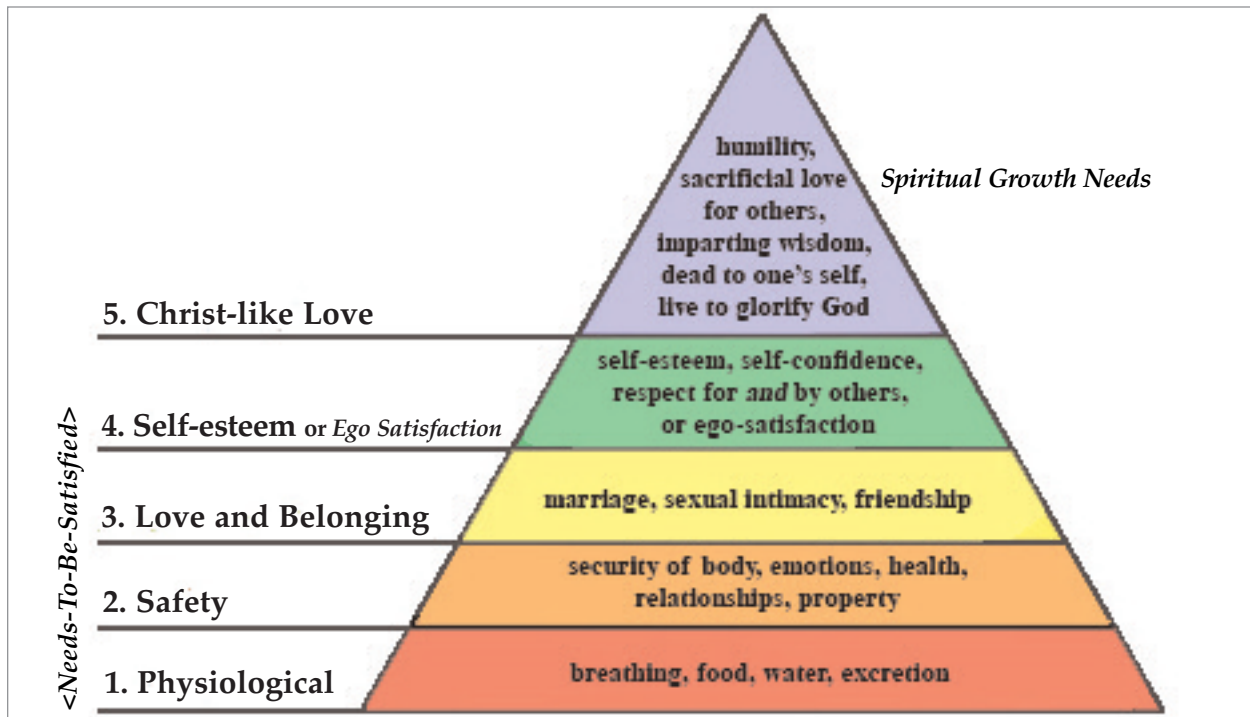 humility,
sacrificial love
for others,
imparting wisdom,
dead to one's self,
live to glorify God
Spiritual Growth Needs
5. Christ-like Love
self-esteem, self-confidence,
respect for and by others,
or ego-satisfaction
4. Self-esteem or Ego Satisfaction
marriage, sexual intimacy, friendship
3. Love and Belonging
security of body, emotions, health,
relationships, property
2. Safety
breathing, food, water, excretion
1. Physiological
<Needs-To-Be-Satisfied>